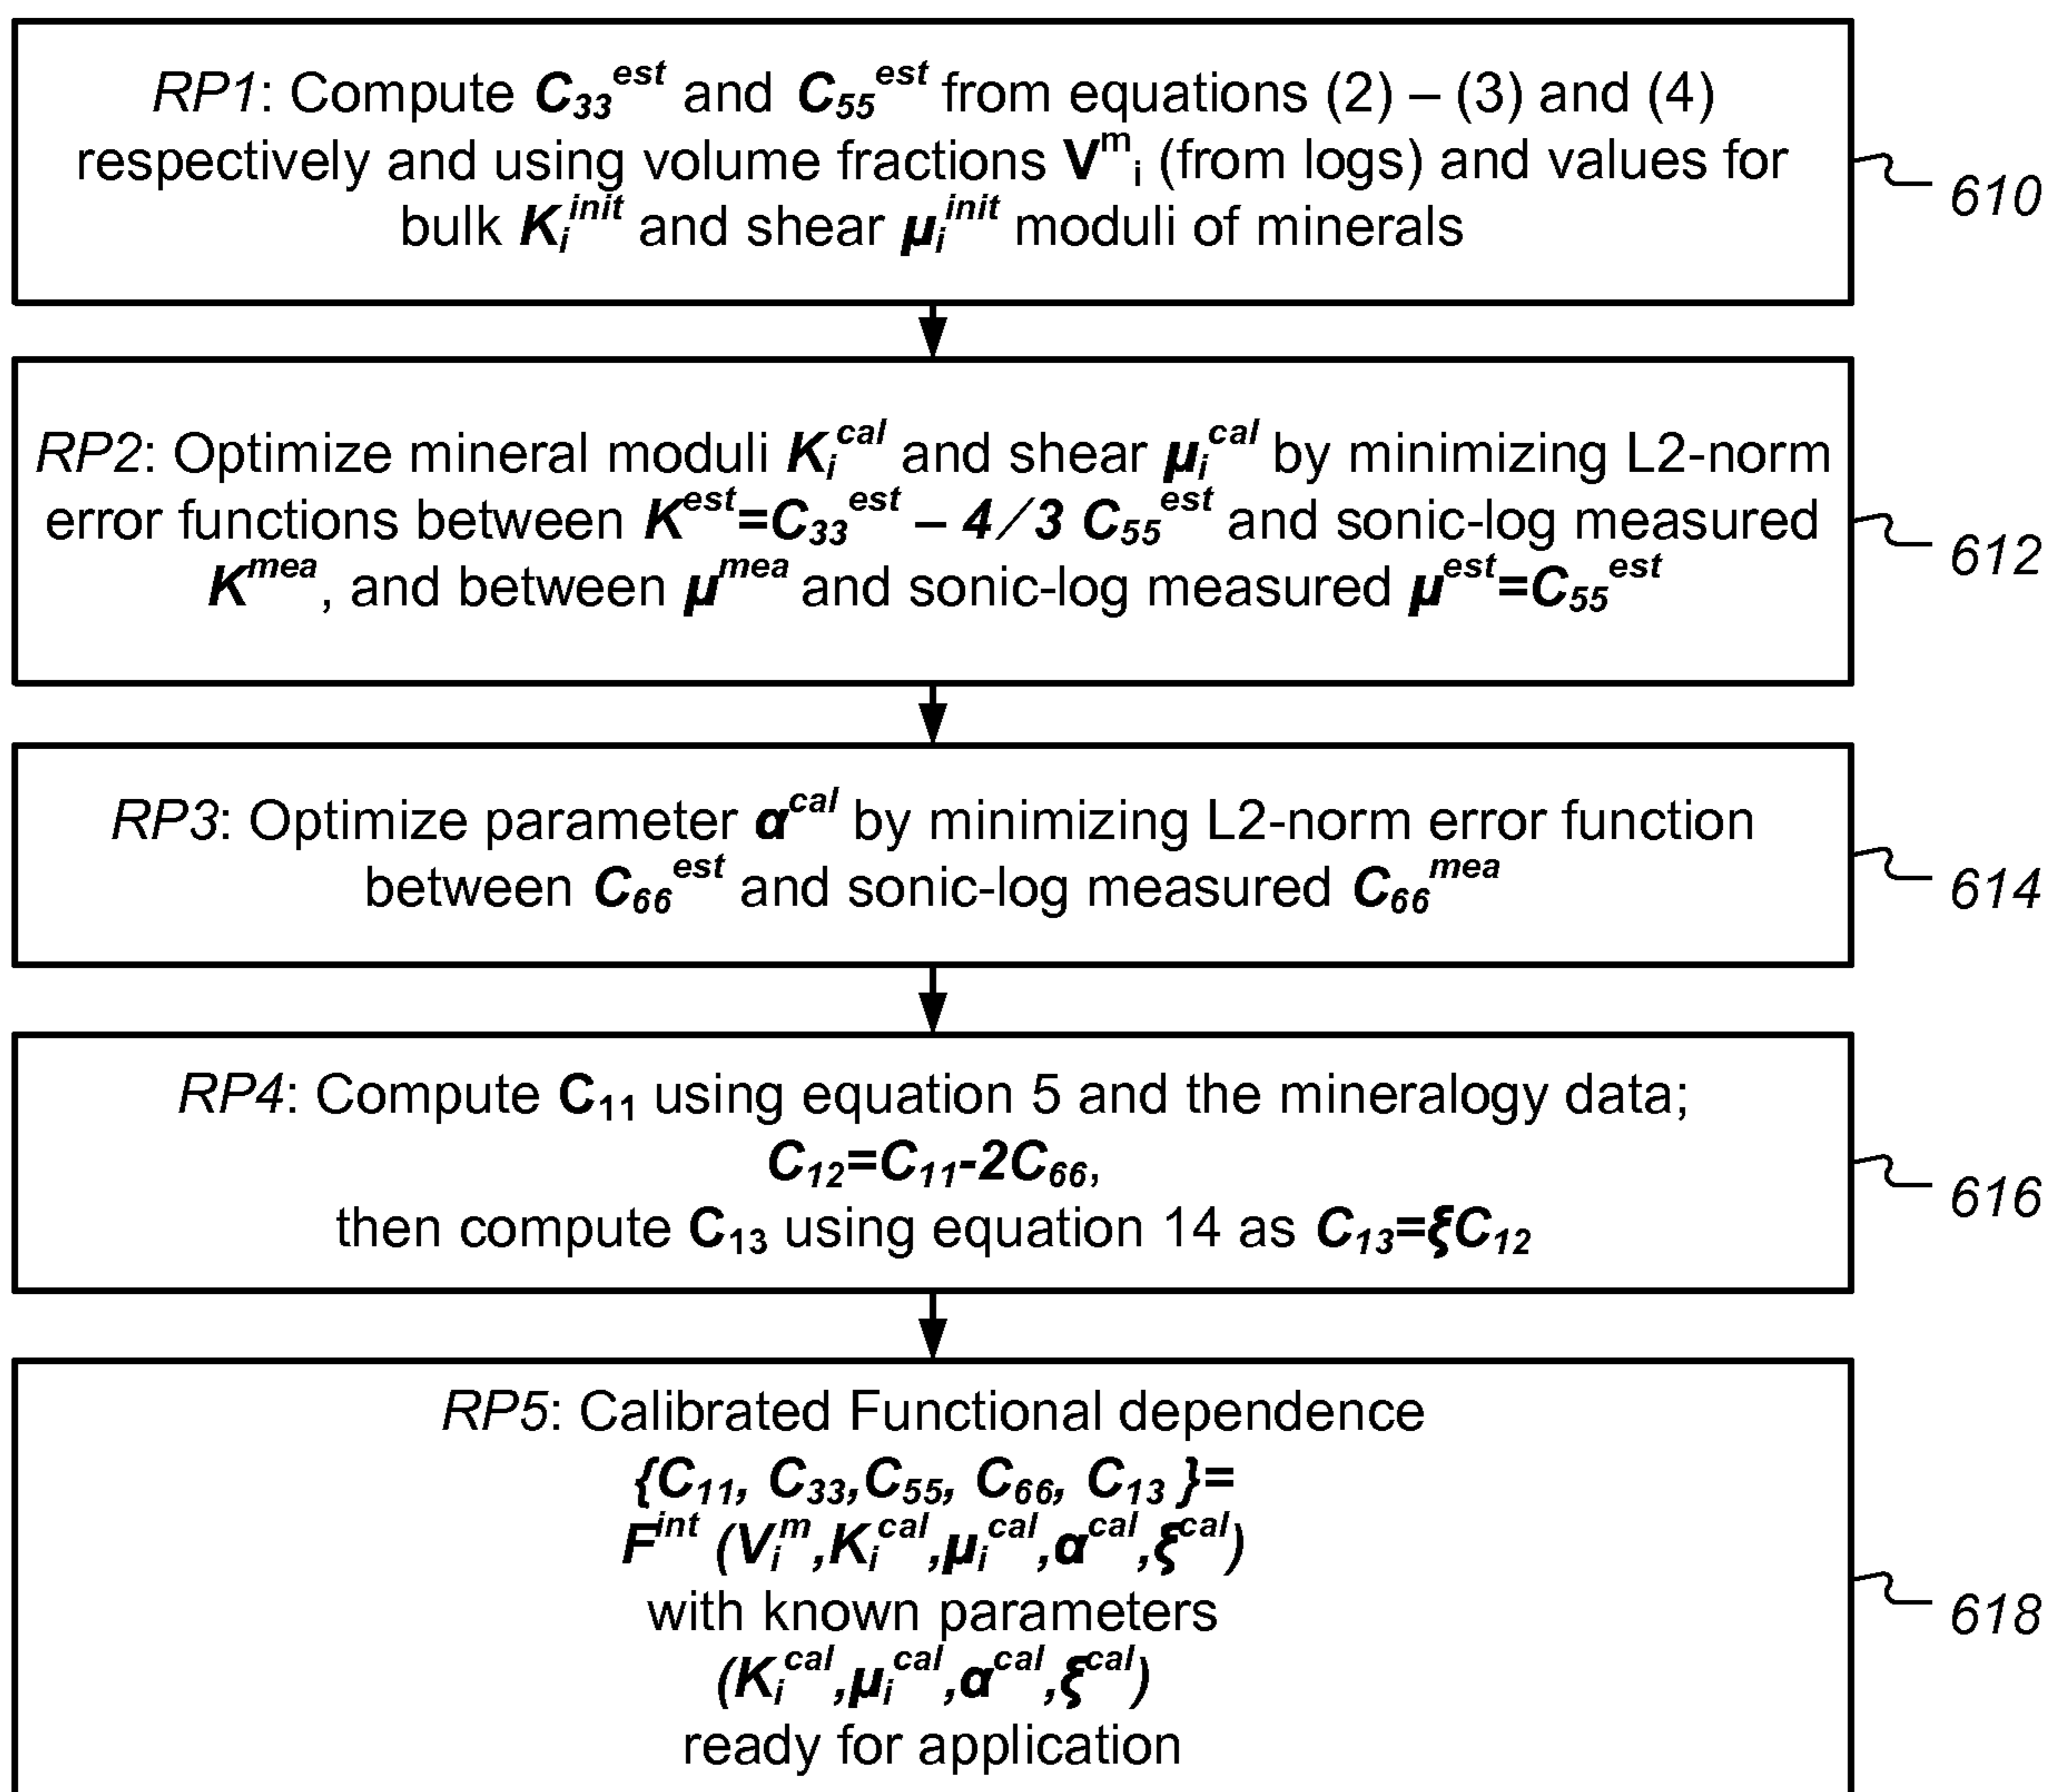 RP1: Compute C₃₃ᵉˢᵗ and C₅₅ᵉˢᵗ from equations (2) – (3) and (4)
respectively and using volume fractions Vᵐᵢ (from logs) and values for
bulk Kᵢⁱⁿⁱᵗ and shear μᵢⁱⁿⁱᵗ moduli of minerals
610
RP2: Optimize mineral moduli Kᵢᶜᵃˡ and shear μᵢᶜᵃˡ by minimizing L2-norm
error functions between Kᵉˢᵗ=C₃₃ᵉˢᵗ – 4/3 C₅₅ᵉˢᵗ and sonic-log measured
Kᵐᵉᵃ, and between μᵐᵉᵃ and sonic-log measured μᵉˢᵗ=C₅₅ᵉˢᵗ
612
RP3: Optimize parameter αᶜᵃˡ by minimizing L2-norm error function
between C₆₆ᵉˢᵗ and sonic-log measured C₆₆ᵐᵉᵃ
614
RP4: Compute C₁₁ using equation 5 and the mineralogy data;
C₁₂=C₁₁-2C₆₆,
then compute C₁₃ using equation 14 as C₁₃=ξC₁₂
616
RP5: Calibrated Functional dependence
{C₁₁, C₃₃,C₅₅, C₆₆, C₁₃ }=
Fⁱⁿᵗ (Vᵢᵐ,Kᵢᶜᵃˡ,μᵢᶜᵃˡ,αᶜᵃˡ,ξᶜᵃˡ)
with known parameters
(Kᵢᶜᵃˡ,μᵢᶜᵃˡ,αᶜᵃˡ,ξᶜᵃˡ)
ready for application
618